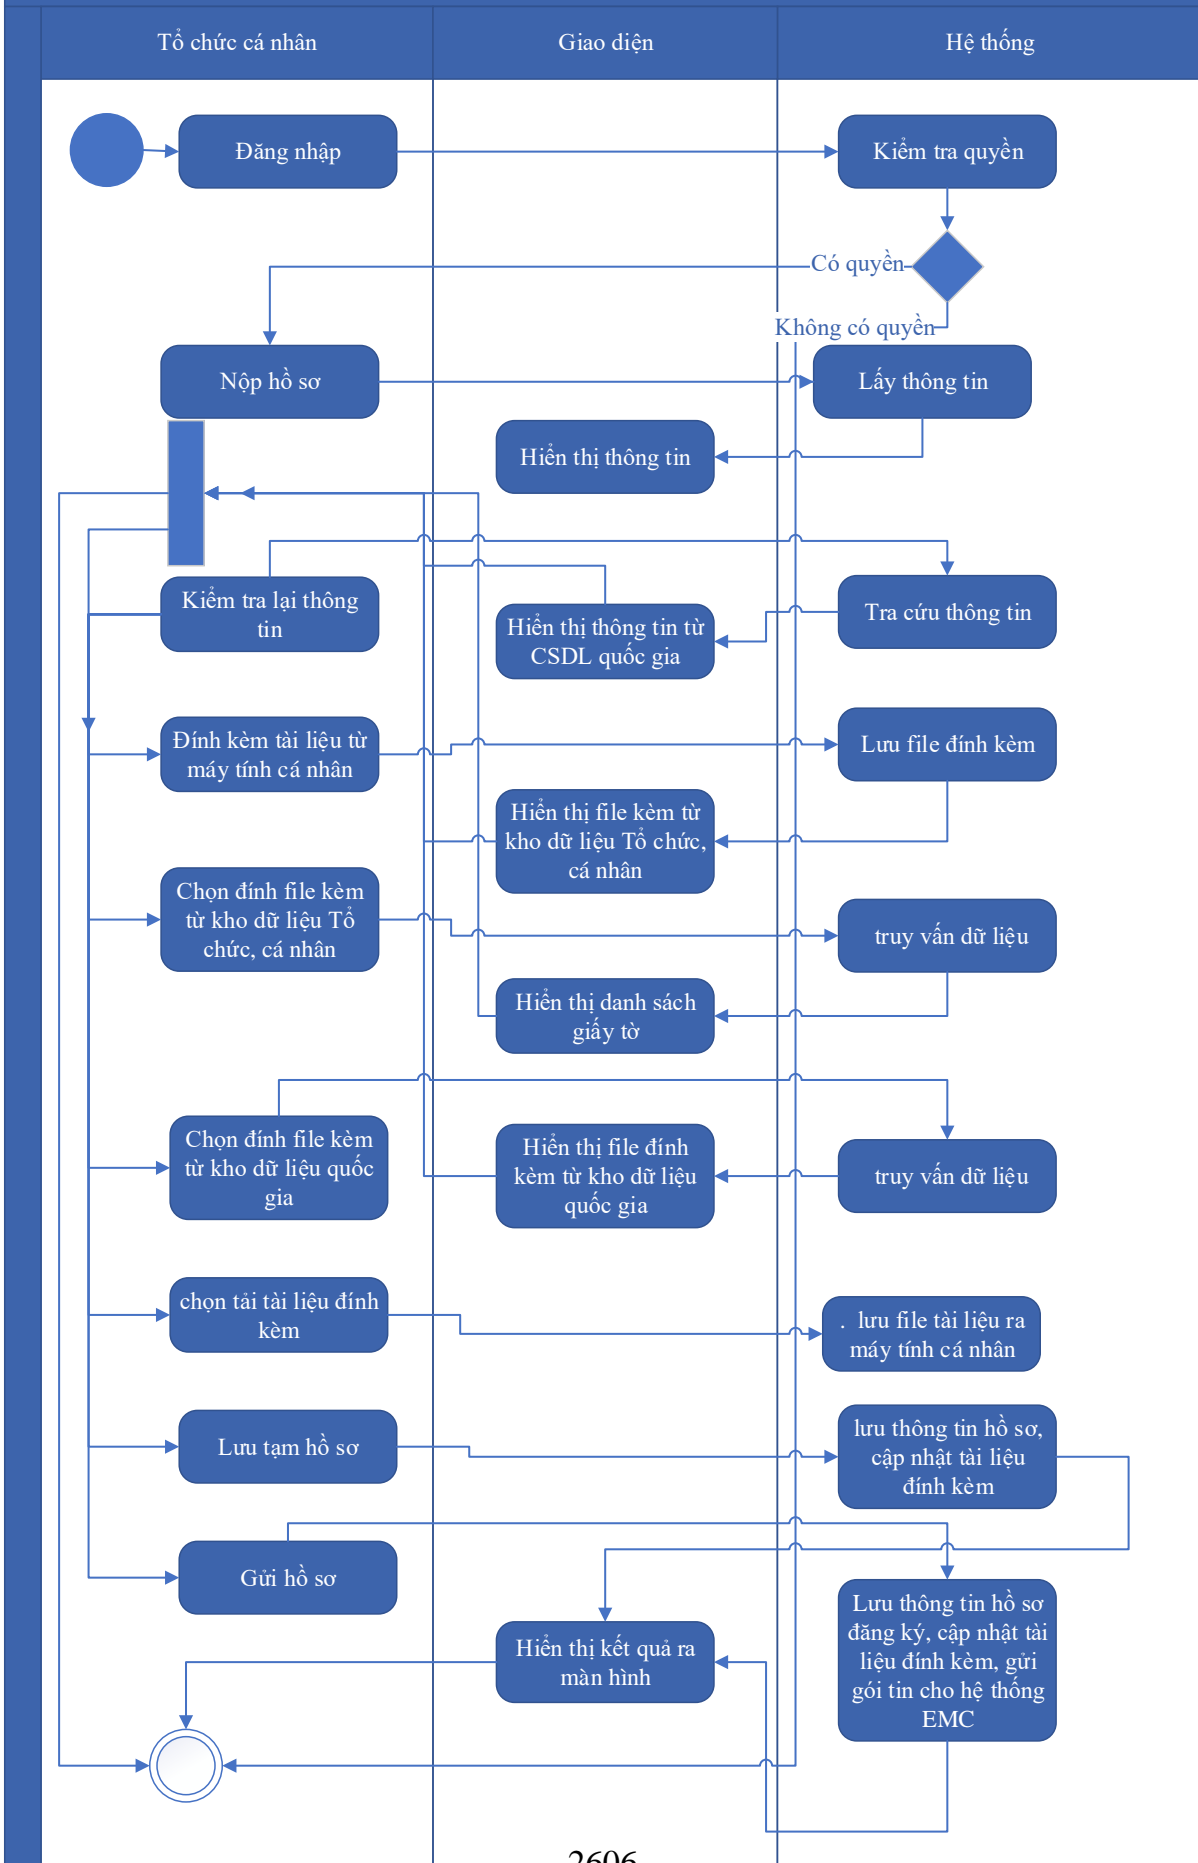 Tổ chức cá nhân
Giao diện
Hệ thống
Đăng nhập
Kiểm tra quyền
Có quyền
Không có quyền
Nộp hồ sơ
Lấy thông tin
Hiển thị thông tin
Kiểm tra lại thông
tin
Tra cứu thông tin
Hiển thị thông tin từ
CSDL quốc gia
Đính kèm tài liệu từ
máy tính cá nhân
Lưu file đính kèm
Hiển thị file kèm từ
kho dữ liệu Tổ chức,
cá nhân
Chọn đính file kèm
từ kho dữ liệu Tổ
chức, cá nhân
truy vấn dữ liệu
Hiển thị danh sách
giấy tờ
Chọn đính file kèm
từ kho dữ liệu quốc
gia
Hiển thị file đính
kèm từ kho dữ liệu
quốc gia
truy vấn dữ liệu
chọn tải tài liệu đính
kèm
. lưu file tài liệu ra
máy tính cá nhân
Lưu tạm hồ sơ
lưu thông tin hồ sơ,
cập nhật tài liệu
đính kèm
Gửi hồ sơ
Hiển thị kết quả ra
màn hình
Lưu thông tin hồ sơ
đăng ký, cập nhật tài
liệu đính kèm, gửi
gói tin cho hệ thống
EMC
2606